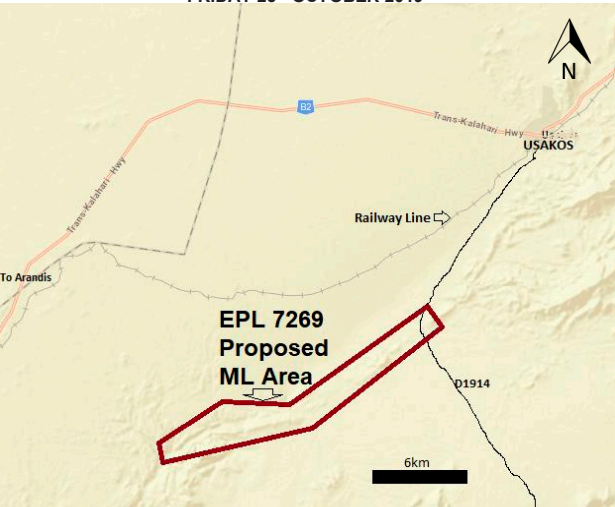 N
B2
Trans-Kalahari Hwy
USAKOS
Trans-Kalahari Hwy
Railway Line
To Arandis
EPL 7269
Proposed
ML Area
D1914
6km